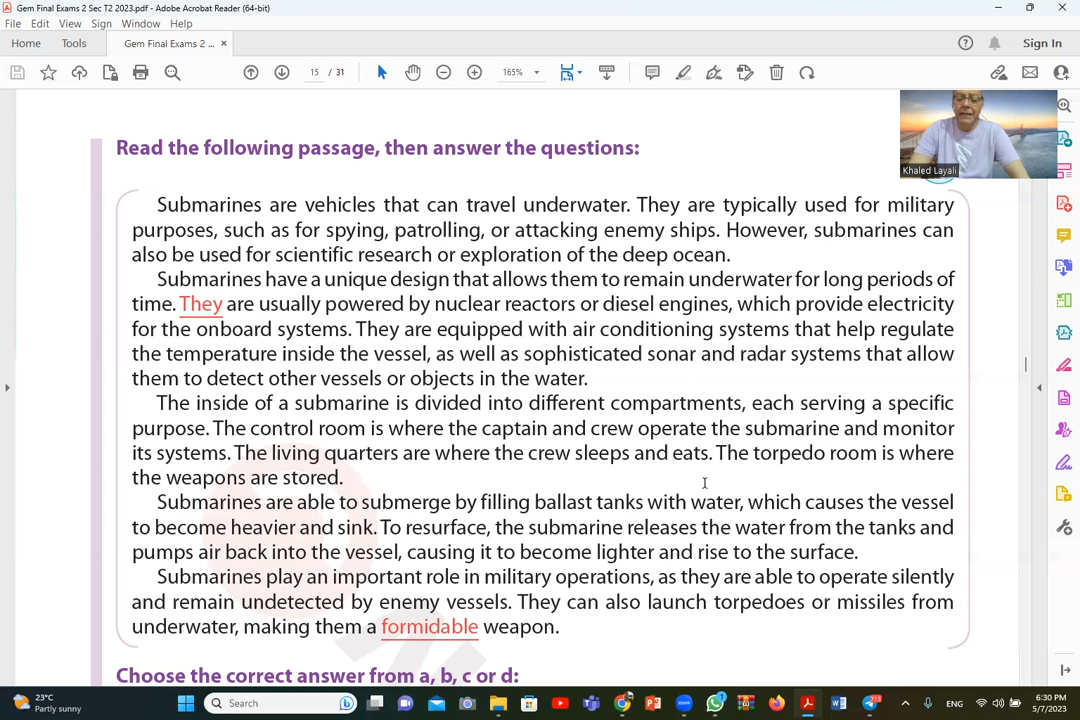 Gem Final Exams 2 Sec T2 2023.pdf - Adobe Acrobat Reader (64-bit)
File Edit View Sign Window Help
Home Tools Gem Final Exams 2 ... × Sign In
15 / 31 165%
Khaled Layali
Read the following passage, then answer the questions:
Submarines are vehicles that can travel underwater. They are typically used for military
purposes, such as for spying, patrolling, or attacking enemy ships. However, submarines can
also be used for scientific research or exploration of the deep ocean.
Submarines have a unique design that allows them to remain underwater for long periods of
time. They are usually powered by nuclear reactors or diesel engines, which provide electricity
for the onboard systems. They are equipped with air conditioning systems that help regulate
the temperature inside the vessel, as well as sophisticated sonar and radar systems that allow
them to detect other vessels or objects in the water.
The inside of a submarine is divided into different compartments, each serving a specific
purpose. The control room is where the captain and crew operate the submarine and monitor
its systems. The living quarters are where the crew sleeps and eats. The torpedo room is where
the weapons are stored.
Submarines are able to submerge by filling ballast tanks with water, which causes the vessel
to become heavier and sink. To resurface, the submarine releases the water from the tanks and
pumps air back into the vessel, causing it to become lighter and rise to the surface.
Submarines play an important role in military operations, as they are able to operate silently
and remain undetected by enemy vessels. They can also launch torpedoes or missiles from
underwater, making them a formidable weapon.
Choose the correct answer from a, b, c or d:
23°C
Partly sunny
Search
ENG
6:30 PM
5/7/2023